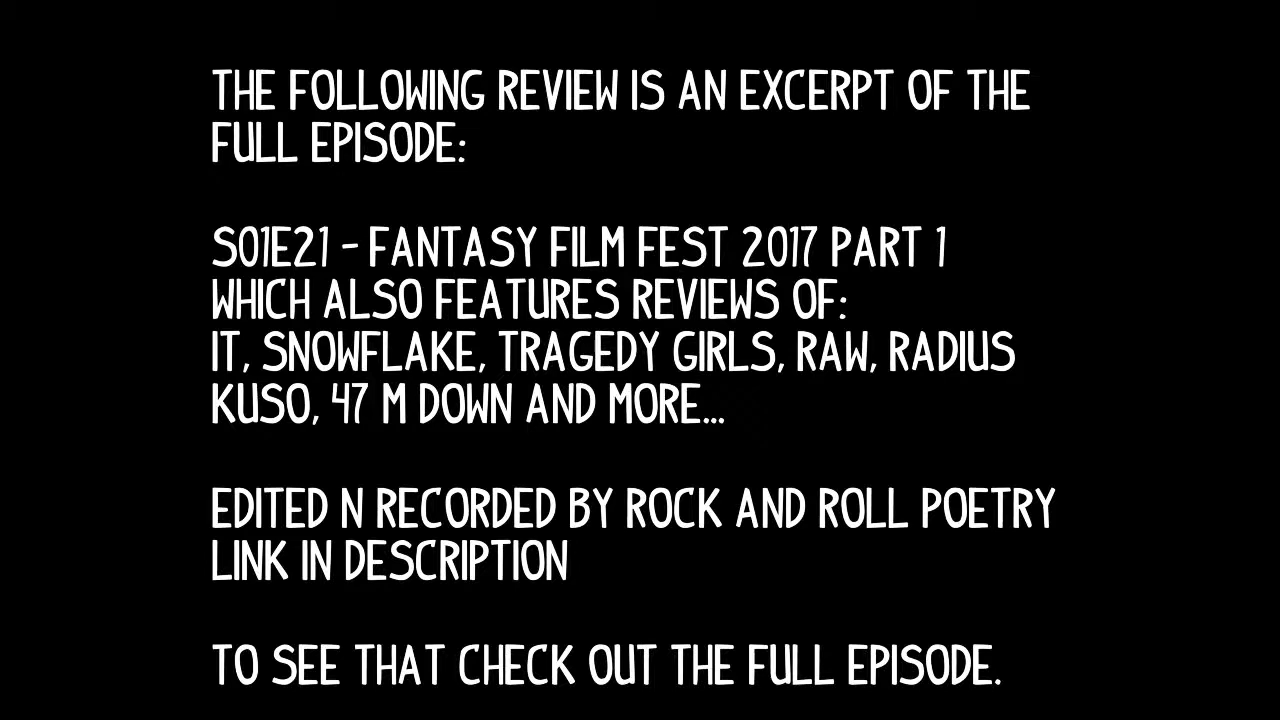 THE FOLLOWING REVIEW IS AN EXCERPT OF THE
FULL EPISODE:
S01E21 - FANTASY FILM FEST 2017 PART 1
WHICH ALSO FEATURES REVIEWS OF:
IT, SNOWFLAKE, TRAGEDY GIRLS, RAW, RADIUS
KUSO, 47 M DOWN AND MORE...
EDITED N RECORDED BY ROCK AND ROLL POETRY
LINK IN DESCRIPTION
TO SEE THAT CHECK OUT THE FULL EPISODE.